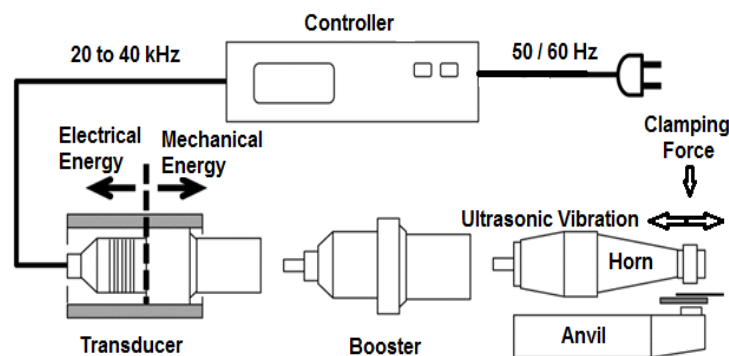 Controller
20 to 40 kHz
50 / 60 Hz
Electrical
Energy
Mechanical
Energy
Clamping
Force
Ultrasonic Vibration
Horn
Anvil
Transducer
Booster